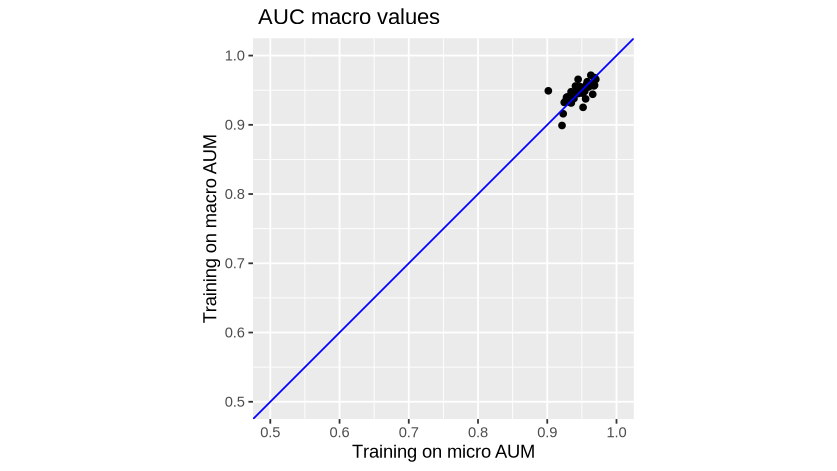 AUC macro values
Training on macro AUM
1.0
0.9
0.8
0.7
0.6
0.5
0.5 0.6 0.7 0.8 0.9 1.0
Training on micro AUM